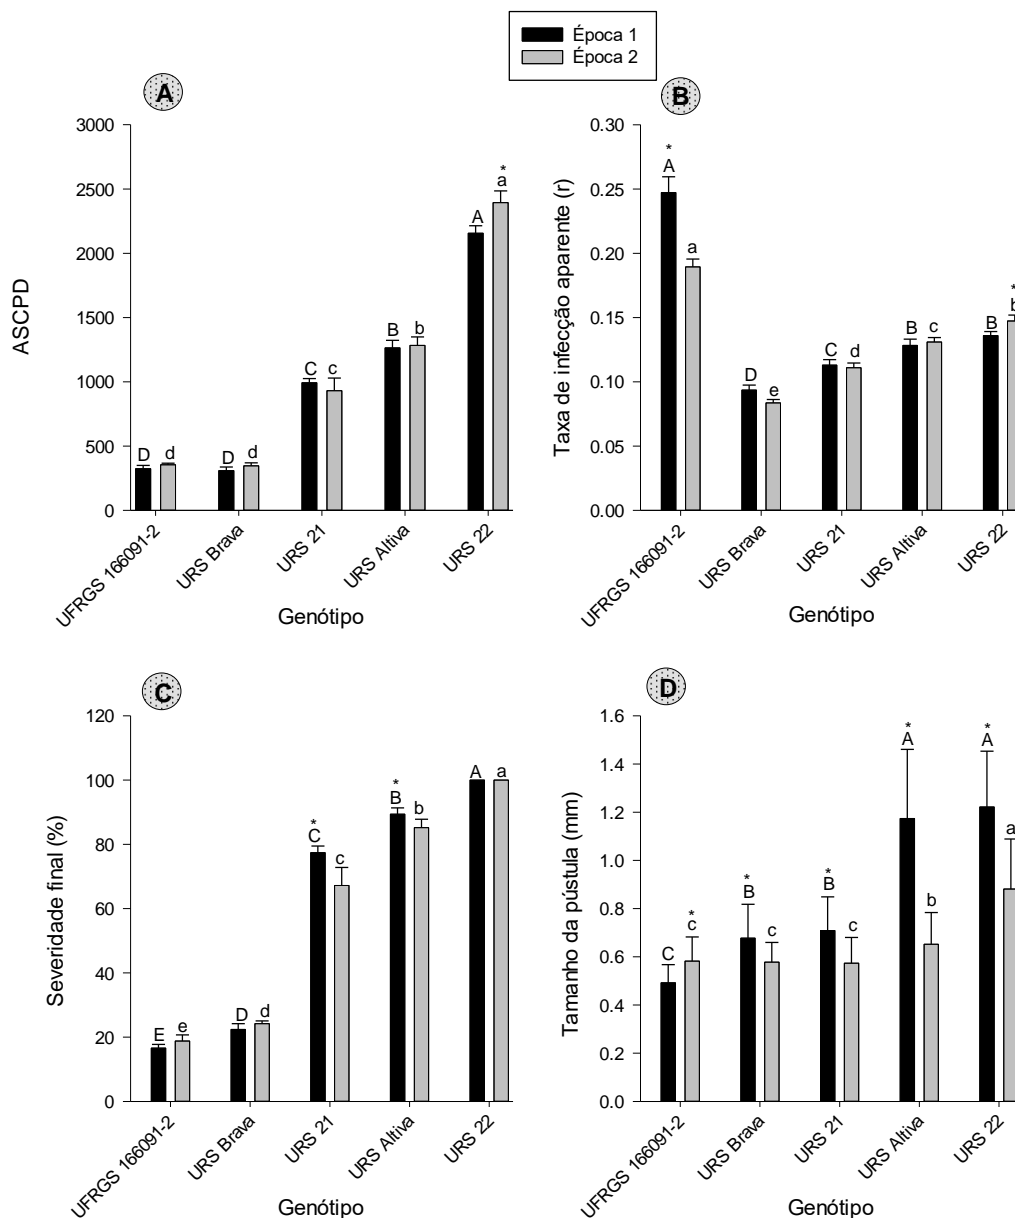 Época 1
Época 2
A
3000
2500
2000
1500
1000
500
0
ASCPD
D
d
D
d
C
c
B
b
A
a
*
UFRGS 166091-2
URS Brava
URS 21
URS Altiva
URS 22
Genótipo
B
0.30
0.25
0.20
0.15
0.10
0.05
0.00
Taxa de infecção aparente (r)
*
A
a
D
e
C
d
B
c
B
*
b
UFRGS 166091-2
URS Brava
URS 21
URS Altiva
URS 22
Genótipo
C
120
100
80
60
40
20
0
Severidade final (%)
E
e
D
d
*
C
c
*
B
b
A
a
UFRGS 166091-2
URS Brava
URS 21
URS Altiva
URS 22
Genótipo
D
1.6
1.4
1.2
1.0
0.8
0.6
0.4
0.2
0.0
Tamanho da pústula (mm)
C
*
c
*
B
c
*
B
c
*
A
b
*
A
a
UFRGS 166091-2
URS Brava
URS 21
URS Altiva
URS 22
Genótipo